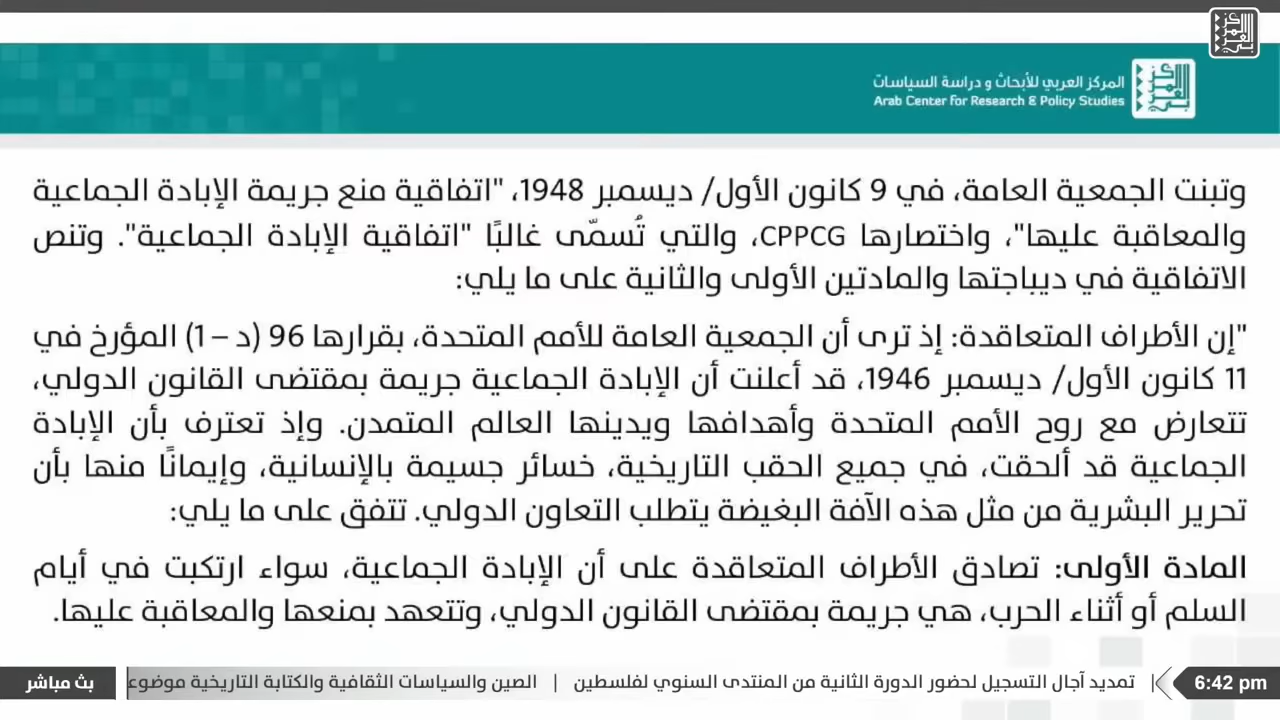 المركز العربي للأبحاث و دراسة السياسات
Arab Center for Research & Policy Studies
وتبنت الجمعية العامة، في 9 كانون الأول/ ديسمبر 1948، "اتفاقية منع جريمة الإبادة الجماعية
والمعاقبة عليها"، واختصارها CPPCG، والتي تُسمّى غالبًا "اتفاقية الإبادة الجماعية". وتنص
الاتفاقية في ديباجتها والمادتين الأولى والثانية على ما يلي:
"إن الأطراف المتعاقدة: إذ ترى أن الجمعية العامة للأمم المتحدة، بقرارها 96 (د – 1) المؤرخ في
11 كانون الأول/ ديسمبر 1946، قد أعلنت أن الإبادة الجماعية جريمة بمقتضى القانون الدولي،
تتعارض مع روح الأمم المتحدة وأهدافها ويدينها العالم المتمدن. وإذ تعترف بأن الإبادة
الجماعية قد ألحقت، في جميع الحقب التاريخية، خسائر جسيمة بالإنسانية، وإيمانًا منها بأن
تحرير البشرية من مثل هذه الآفة البغيضة يتطلب التعاون الدولي. تتفق على ما يلي:
المادة الأولى: تصادق الأطراف المتعاقدة على أن الإبادة الجماعية، سواء ارتكبت في أيام
السلم أو أثناء الحرب، هي جريمة بمقتضى القانون الدولي، وتتعهد بمنعها والمعاقبة عليها.
6:42 pm
تمديد آجال التسجيل لحضور الدورة الثانية من المنتدى السنوي لفلسطين | الصين والسياسات الثقافية والكتابة التاريخية موضوع
بث مباشر